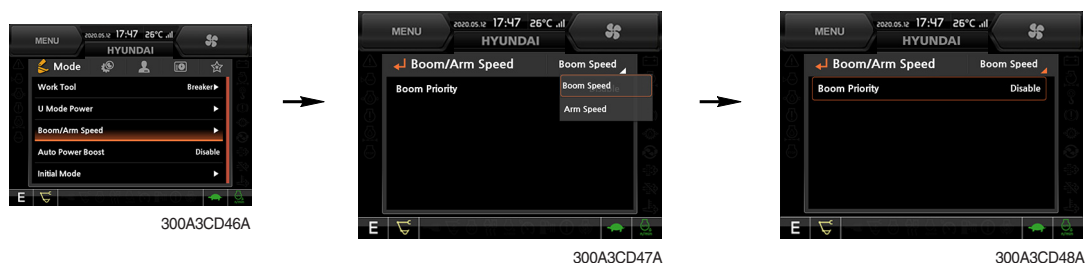 MENU
2020.05.12 17:47 26°C
HYUNDAI
Mode
Work Tool Breaker
U Mode Power
Boom/Arm Speed
Auto Power Boost Disable
Initial Mode
E
300A3CD46A
MENU
2020.05.12 17:47 26°C
HYUNDAI
Boom/Arm Speed Boom Speed
Boom Priority
Boom Speed
Arm Speed
E
300A3CD47A
MENU
2020.05.12 17:47 26°C
HYUNDAI
Boom/Arm Speed Boom Speed
Boom Priority Disable
E
300A3CD48A